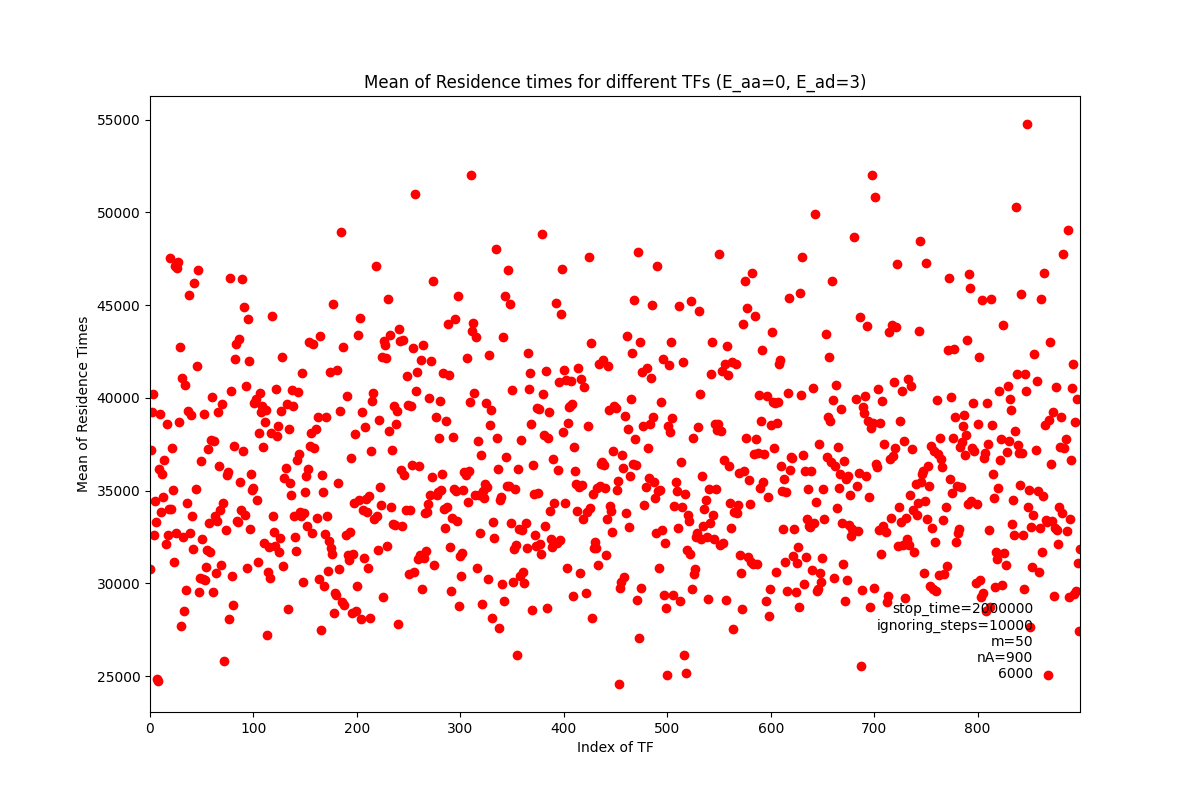 Mean of Residence times for different TFs (E_aa=0, E_ad=3)
55000
50000
45000
40000
35000
30000
25000
Mean of Residence Times
stop_time=2000000
ignoring_steps=10000
m=50
nA=900
6000
0 100 200 300 400 500 600 700 800
Index of TF